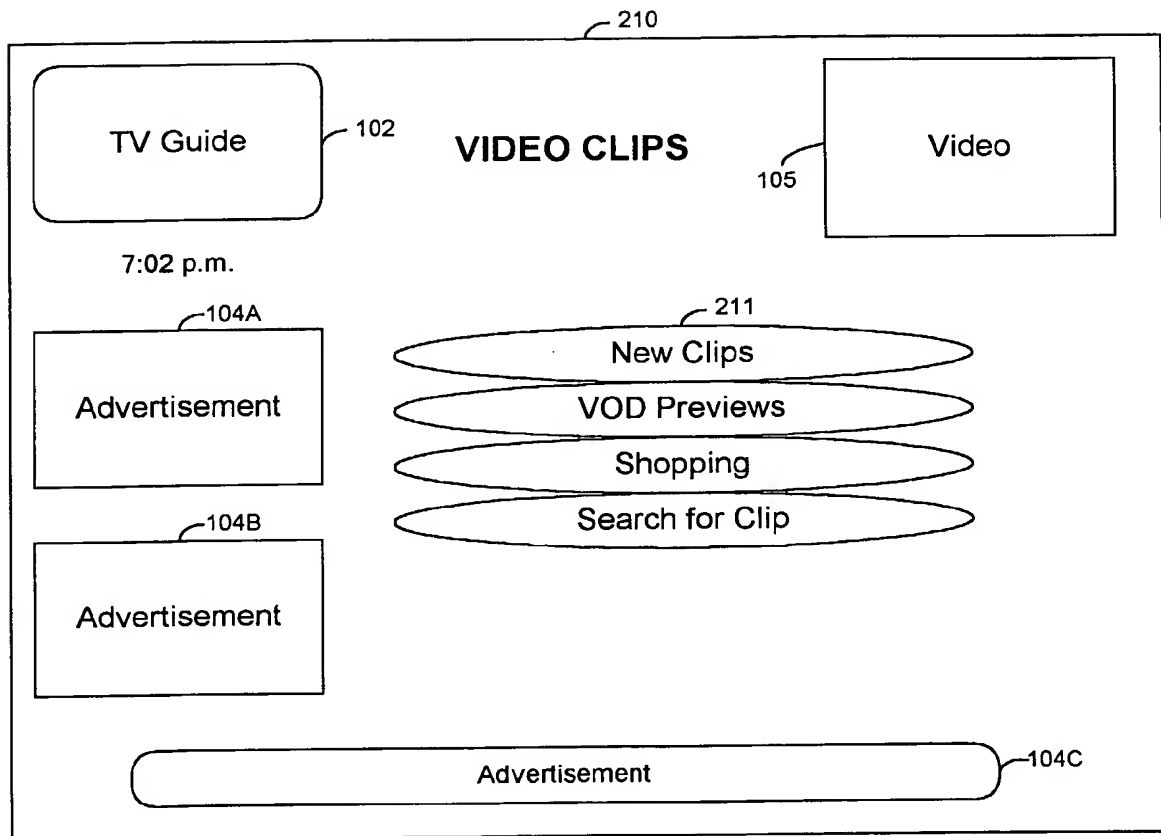 210
TV Guide
102
VIDEO CLIPS
Video
105
7:02 p.m.
104A
Advertisement
211
New Clips
VOD Previews
Shopping
Search for Clip
104B
Advertisement
Advertisement
104C